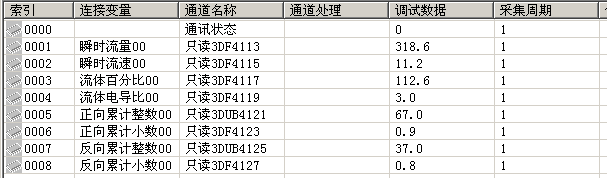 索引 连接变量 通道名称 通道处理 调试数据 采集周期
0000 通讯状态 0 1
0001 瞬时流量00 只读3DF4113 318.6 1
0002 瞬时流速00 只读3DF4115 11.2 1
0003 流体百分比00 只读3DF4117 112.6 1
0004 流体电导比00 只读3DF4119 3.0 1
0005 正向累计整数00 只读3DUB4121 67.0 1
0006 正向累计小数00 只读3DF4123 0.9 1
0007 反向累计整数00 只读3DUB4125 37.0 1
0008 反向累计小数00 只读3DF4127 0.8 1